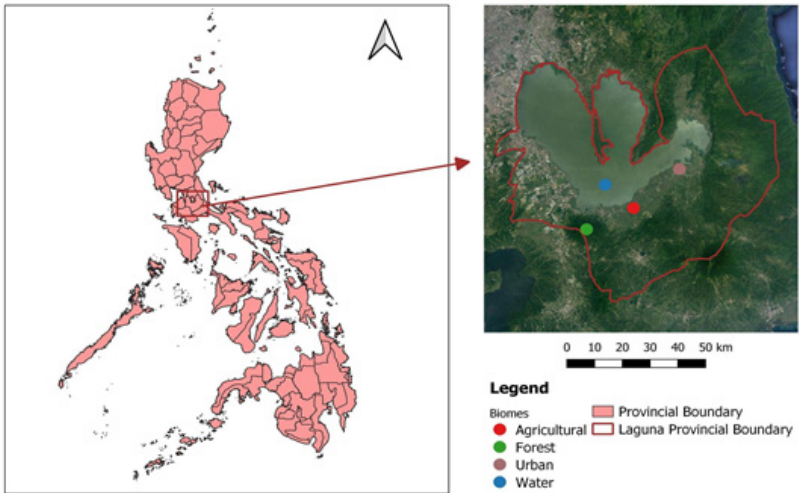 0 10 20 30 40 50 km
Legend
Biomes
Agricultural
Forest
Urban
Water
Provincial Boundary
Laguna Provincial Boundary